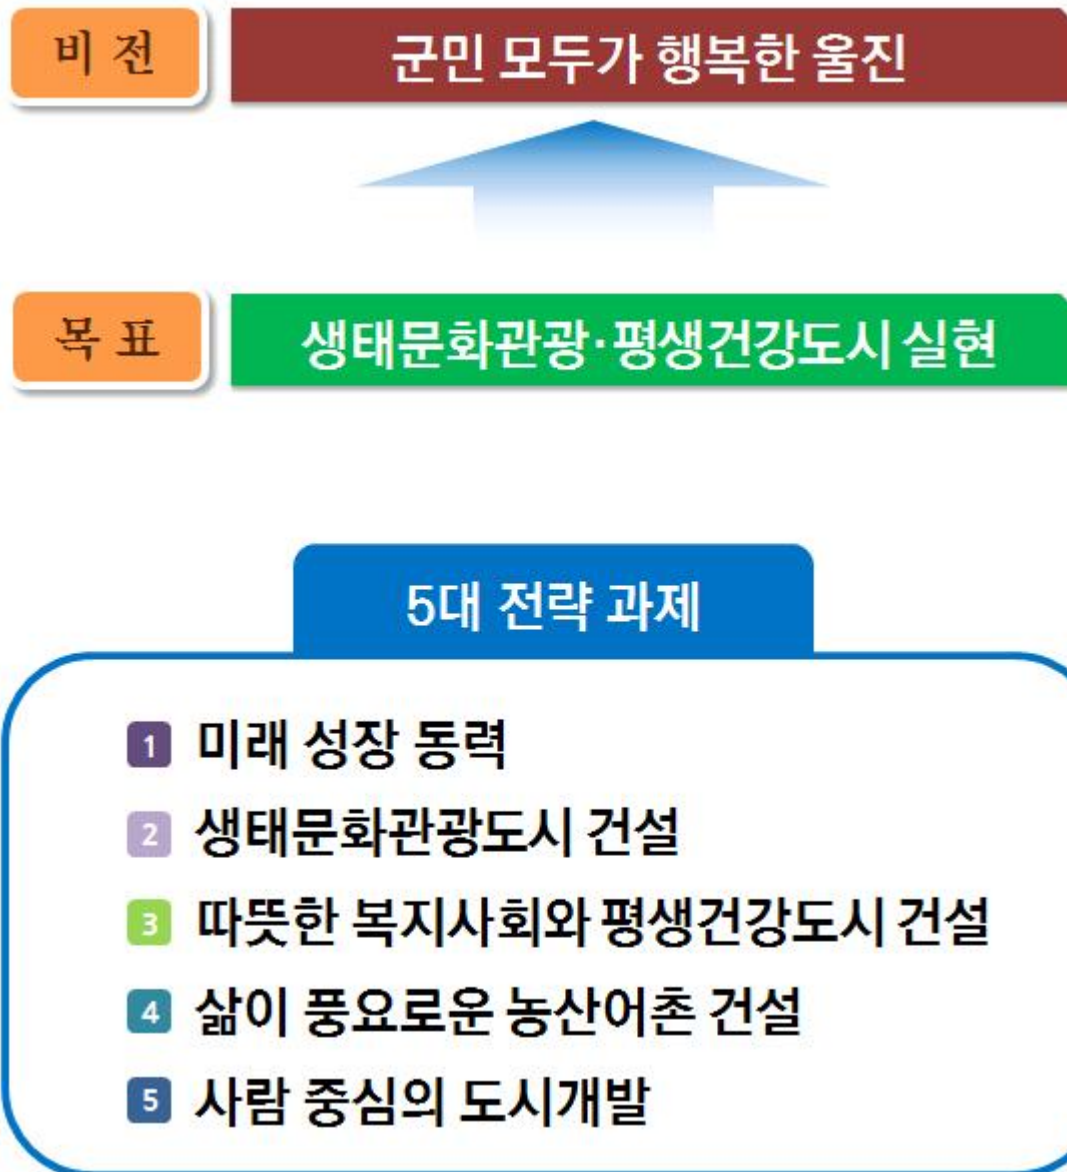 비 전
군민 모두가 행복한 울진
목 표
생태문화관광·평생건강도시 실현
5대 전략 과제
1 미래 성장 동력
2 생태문화관광도시 건설
3 따뜻한 복지사회와 평생건강도시 건설
4 삶이 풍요로운 농산어촌 건설
5 사람 중심의 도시개발